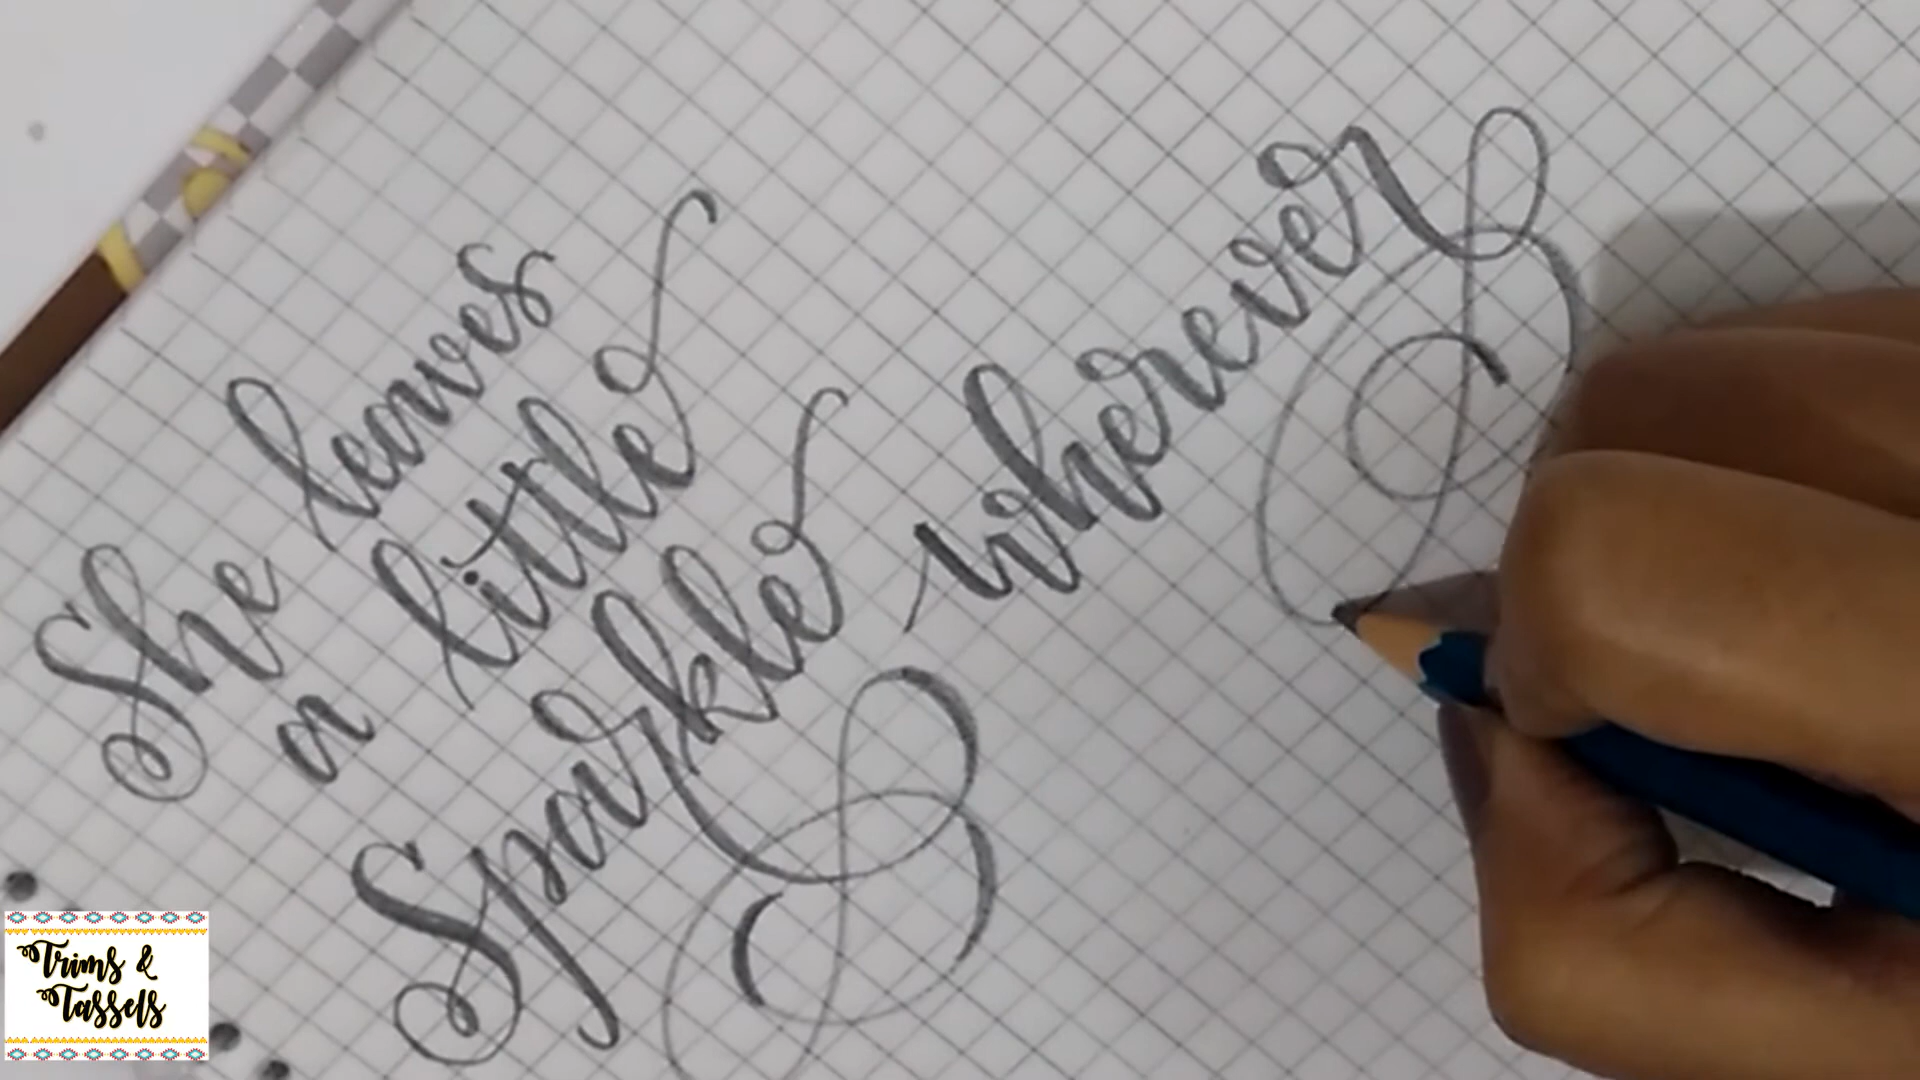 She leaves
a little
Sparkle wherever
Trims &
Tassels